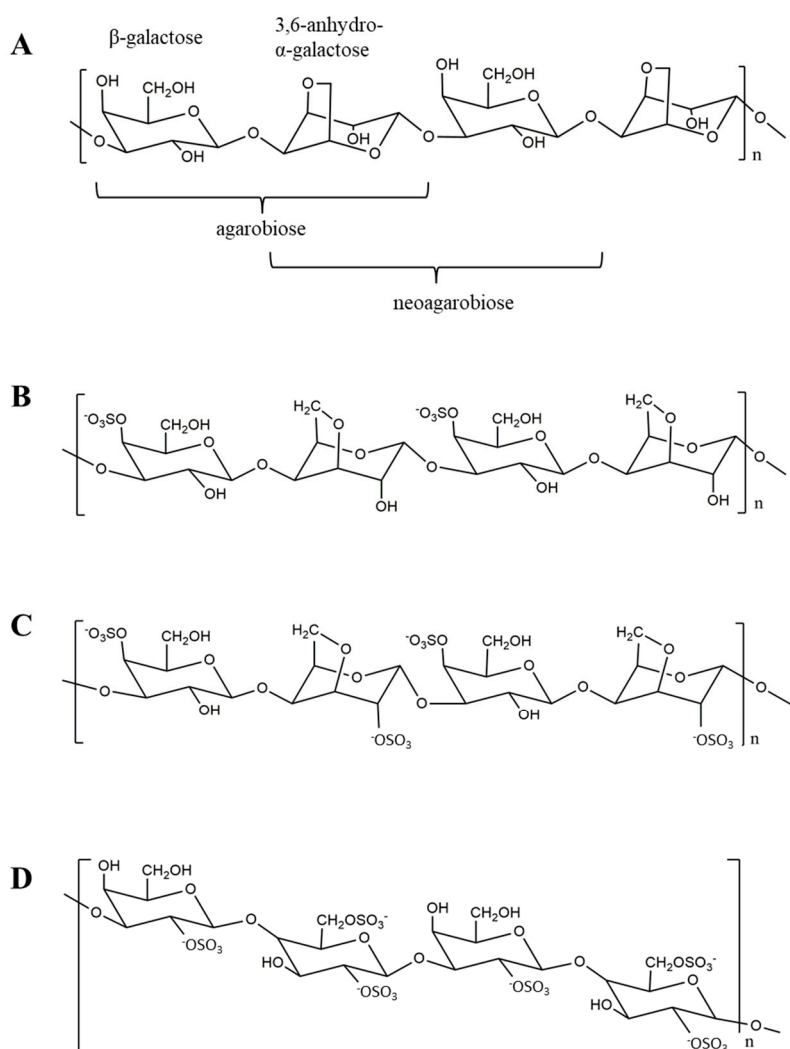 A
β-galactose
3,6-anhydro-
α-galactose
OH
CH₂OH
O
O
OH
O
O
OH
O
O
OH
CH₂OH
O
OH
O
O
OH
O
O
n
agarobiose
neoagarobiose
B
⁻O₃SO
CH₂OH
O
O
OH
O
H₂C
O
O
OH
O
⁻O₃SO
CH₂OH
O
OH
O
H₂C
O
O
OH
O
n
C
⁻O₃SO
CH₂OH
O
O
OH
O
H₂C
O
O
⁻OSO₃
O
⁻O₃SO
CH₂OH
O
OH
O
H₂C
O
O
⁻OSO₃
O
n
D
OH
CH₂OH
O
O
⁻OSO₃
O
CH₂OSO₃⁻
O
HO
⁻OSO₃
O
OH
CH₂OH
O
⁻OSO₃
O
CH₂OSO₃⁻
O
HO
⁻OSO₃
O
n